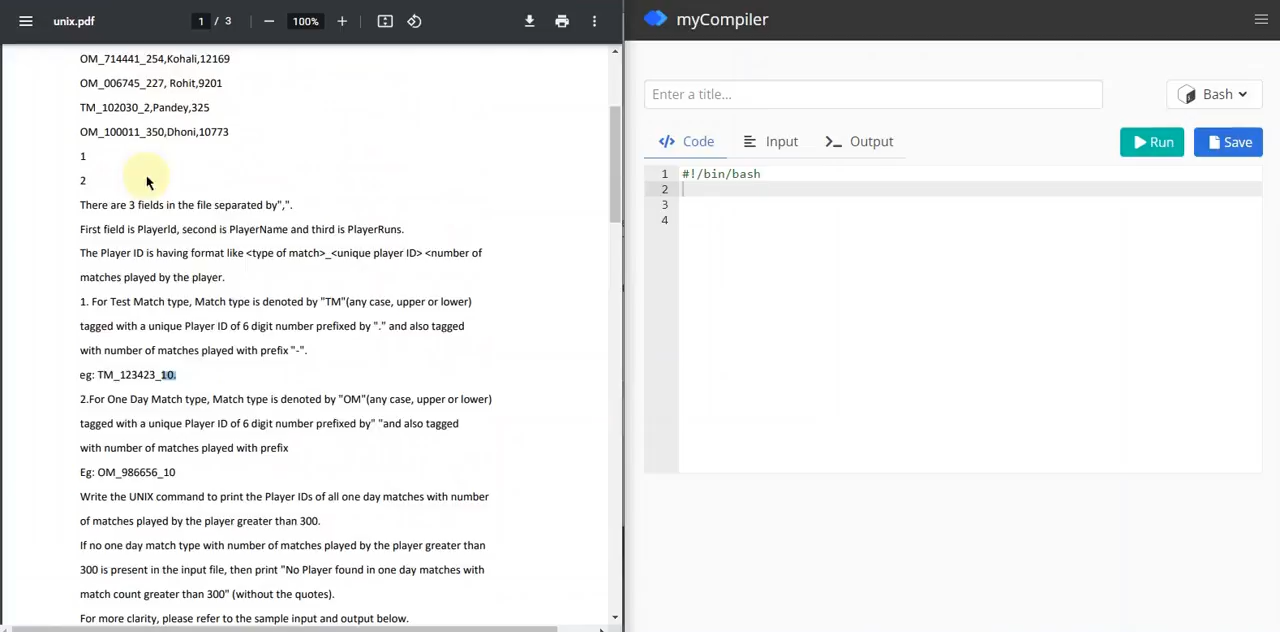 unix.pdf
1 / 3
100%
OM_714441_254,Kohali,12169
OM_006745_227, Rohit,9201
TM_102030_2,Pandey,325
OM_100011_350,Dhoni,10773
1
2
There are 3 fields in the file separated by",".
First field is PlayerId, second is PlayerName and third is PlayerRuns.
The Player ID is having format like <type of match>_<unique player ID> <number of
matches played by the player.
1. For Test Match type, Match type is denoted by "TM"(any case, upper or lower)
tagged with a unique Player ID of 6 digit number prefixed by "." and also tagged
with number of matches played with prefix "-".
eg: TM_123423_10.
2.For One Day Match type, Match type is denoted by "OM"(any case, upper or lower)
tagged with a unique Player ID of 6 digit number prefixed by" "and also tagged
with number of matches played with prefix
Eg: OM_986656_10
Write the UNIX command to print the Player IDs of all one day matches with number
of matches played by the player greater than 300.
If no one day match type with number of matches played by the player greater than
300 is present in the input file, then print "No Player found in one day matches with
match count greater than 300" (without the quotes).
For more clarity, please refer to the sample input and output below.
myCompiler
Enter a title...
Bash
Code Input Output
Run Save
1 #!/bin/bash
2
3
4